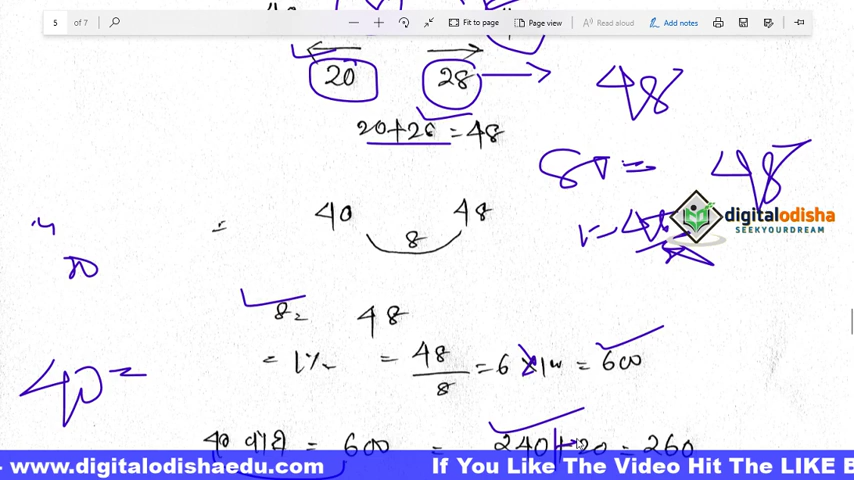 5 of 7 Fit to page Page view Read aloud Add notes
20 28 48
20+28 = 48
8% = 48
digitalodisha
SEEKYOURDREAM
= 40 48
8
8 = 48
= 1% = 48/8 = 6 × 100 = 600
40 =
40 = 600 = 240+20 = 260
- www.digitalodishaedu.com If You Like The Video Hit The LIKE B